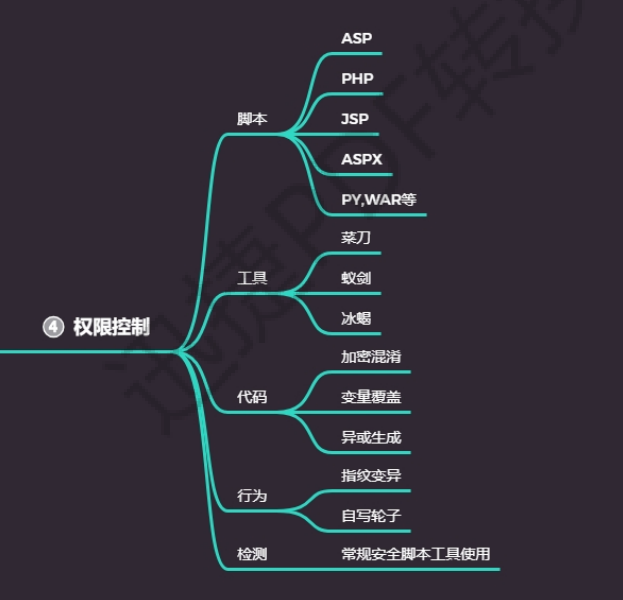 ASP
PHP
脚本
JSP
ASPX
PY,WAR等
菜刀
工具
蚁剑
冰蝎
④ 权限控制
加密混淆
代码
变量覆盖
异或生成
指纹变异
行为
自写轮子
检测
常规安全脚本工具使用
迅捷PDF转换